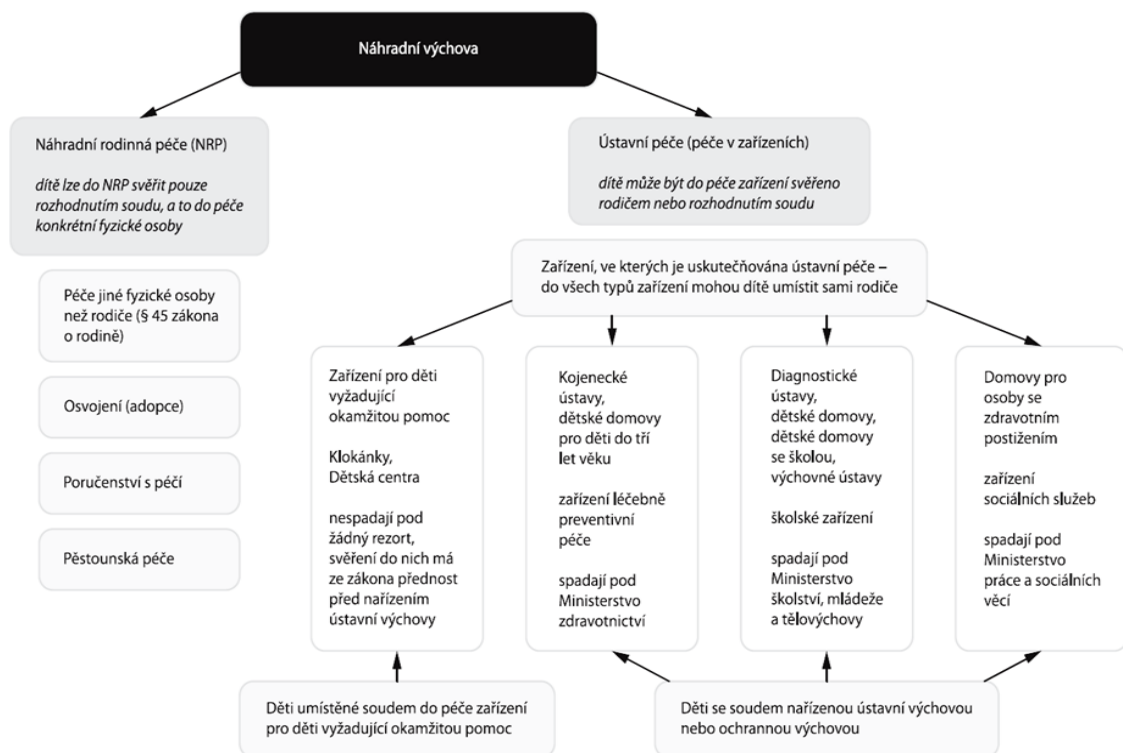 Náhradní výchova
Náhradní rodinná péče (NRP)
dítě lze do NRP svěřit pouze
rozhodnutím soudu, a to do péče
konkrétní fyzické osoby
Ústavní péče (péče v zařízeních)
dítě může být do péče zařízení svěřeno
rodičem nebo rozhodnutím soudu
Péče jiné fyzické osoby
než rodiče (§ 45 zákona
o rodině)
Osvojení (adopce)
Poručenství s péčí
Pěstounská péče
Zařízení, ve kterých je uskutečňována ústavní péče –
do všech typů zařízení mohou dítě umístit sami rodiče
Zařízení pro děti
vyžadující
okamžitou pomoc
Klokánky,
Dětská centra
nespadají pod
žádný rezort,
svěření do nich má
ze zákona přednost
před nařízením
ústavní výchovy
Kojenecké
ústavy,
dětské domovy
pro děti do tří
let věku
zařízení léčebně
preventivní
péče
spadají pod
Ministerstvo
zdravotnictví
Diagnostické
ústavy,
dětské domovy,
dětské domovy
se školou,
výchovné ústavy
školské zařízení
spadají pod
Ministerstvo
školství, mládeže
a tělovýchovy
Domovy pro
osoby se
zdravotním
postižením
zařízení
sociálních služeb
spadají pod
Ministerstvo
práce a sociálních
věcí
Děti umístěné soudem do péče zařízení
pro děti vyžadující okamžitou pomoc
Děti se soudem nařízenou ústavní výchovou
nebo ochrannou výchovou